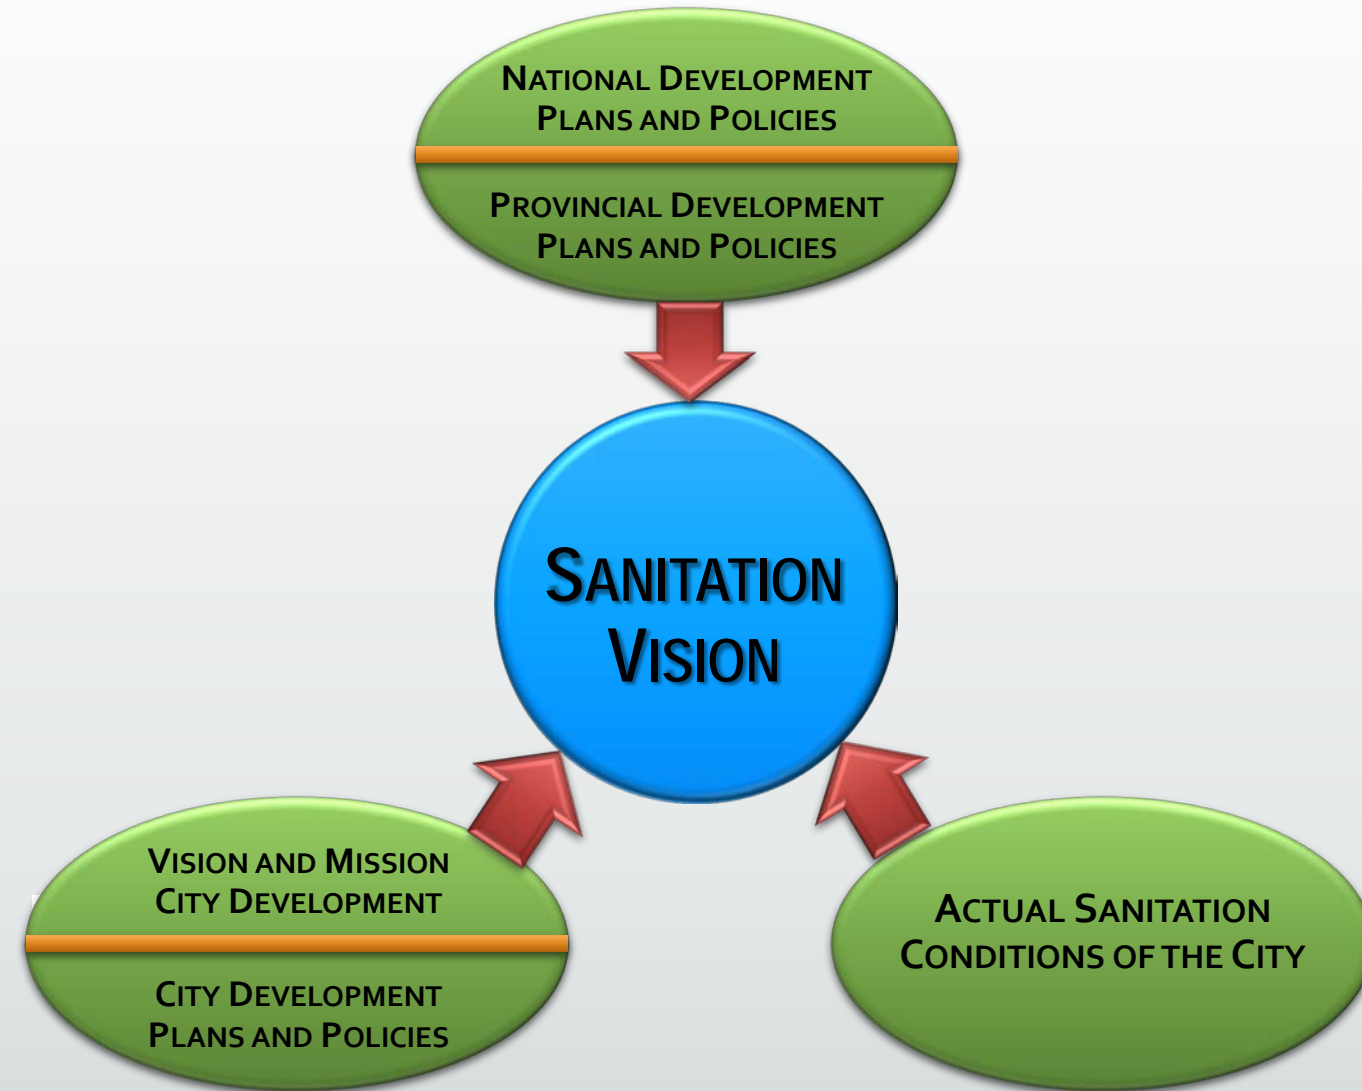 NATIONAL DEVELOPMENT
PLANS AND POLICIES
PROVINCIAL DEVELOPMENT
PLANS AND POLICIES
SANITATION
VISION
VISION AND MISSION
CITY DEVELOPMENT
CITY DEVELOPMENT
PLANS AND POLICIES
ACTUAL SANITATION
CONDITIONS OF THE CITY